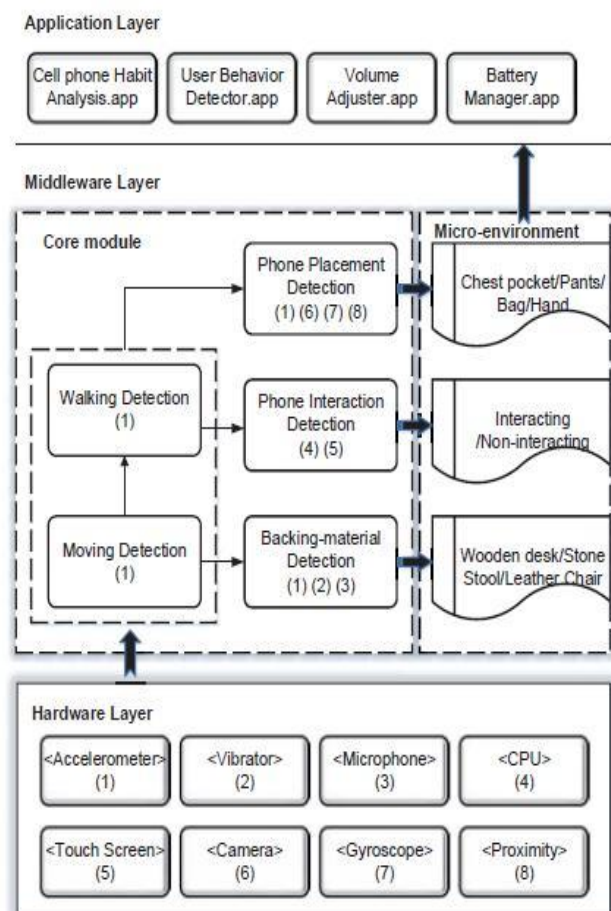 Application Layer
Cell phone Habit
Analysis.app
User Behavior
Detector.app
Volume
Adjuster.app
Battery
Manager.app
Middleware Layer
Core module
Micro-environment
Phone Placement
Detection
(1) (6) (7) (8)
Chest pocket/Pants/
Bag/Hand
Walking Detection
(1)
Phone Interaction
Detection
(4) (5)
Interacting
/Non-interacting
Moving Detection
(1)
Backing-material
Detection
(1) (2) (3)
Wooden desk/Stone
Stool/Leather Chair
Hardware Layer
<Accelerometer>
(1)
<Vibrator>
(2)
<Microphone>
(3)
<CPU>
(4)
<Touch Screen>
(5)
<Camera>
(6)
<Gyroscope>
(7)
<Proximity>
(8)